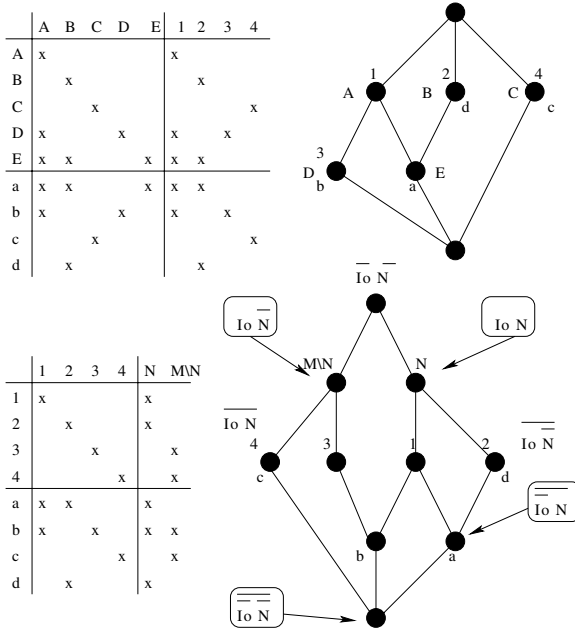 A B C D E 1 2 3 4
A x x
B x x
C x x
D x x x x
E x x x x x
a x x x x x
b x x x x
c x x
d x x
1 2 4
A B C
d c
3
D a E
b
1 2 3 4 N M\N
1 x x
2 x x
3 x x
4 x x
a x x x
b x x x x
c x x
d x x
I̅o̅ N̅
Io N̅
Io N
M\N N
Io N
4 3 1 2
c d
Io N
Io N
b a
Io N